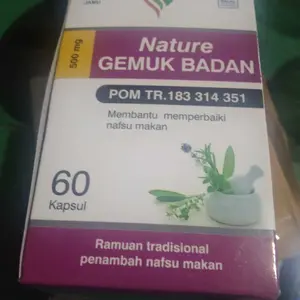 JAMU
500 mg
Nature
GEMUK BADAN
POM TR.183 314 351
Membantu memperbaiki
nafsu makan
60
Kapsul
Ramuan tradisional
penambah nafsu makan